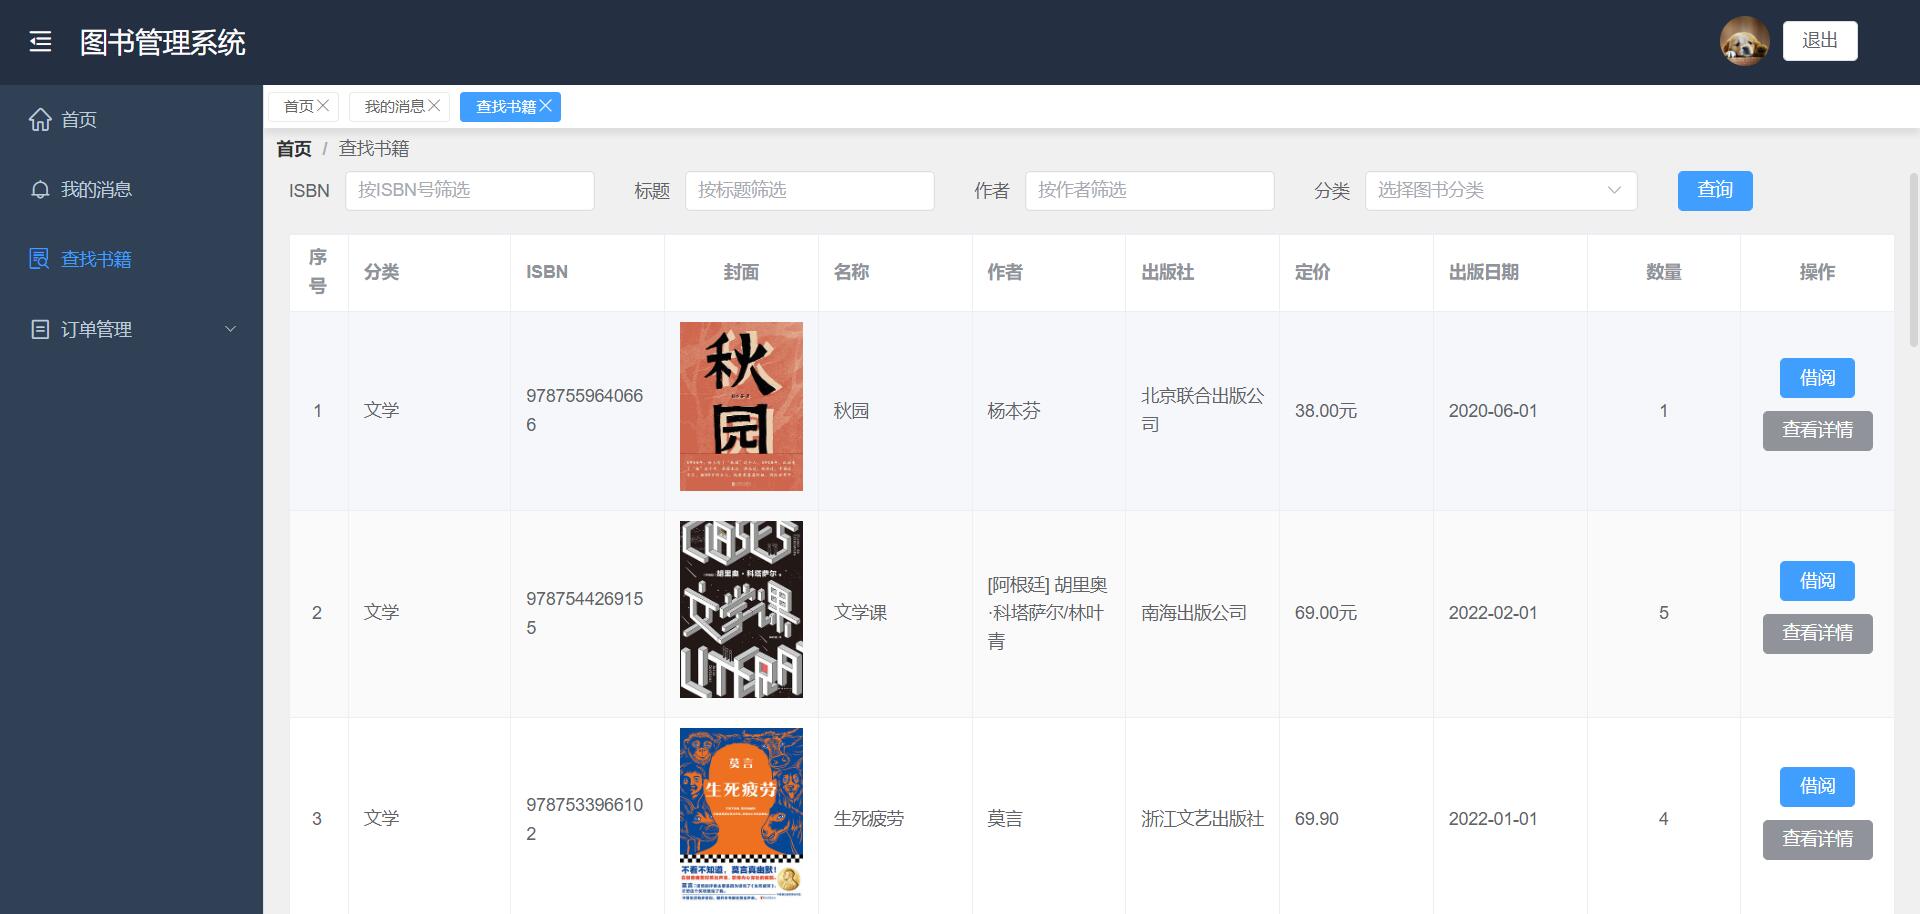 图书管理系统
退出
首页
我的消息
查找书籍
订单管理
首页
我的消息
查找书籍
首页 / 查找书籍
ISBN 按ISBN号筛选
标题 按标题筛选
作者 按作者筛选
分类 选择图书分类
查询
序号 分类 ISBN 封面 名称 作者 出版社 定价 出版日期 数量 操作
秋园
1 文学 9787559640666 秋园 杨本芬 北京联合出版公司 38.00元 2020-06-01 1
借阅
查看详情
CUENTOS
胡里奥·科塔萨尔
文学课
LITERA
2 文学 9787544269155 文学课 [阿根廷] 胡里奥·科塔萨尔/林叶青 南海出版公司 69.00元 2022-02-01 5
借阅
查看详情
莫言
生死疲劳
不看不知道，莫言真幽默！
3 文学 9787533966102 生死疲劳 莫言 浙江文艺出版社 69.90 2022-01-01 4
借阅
查看详情